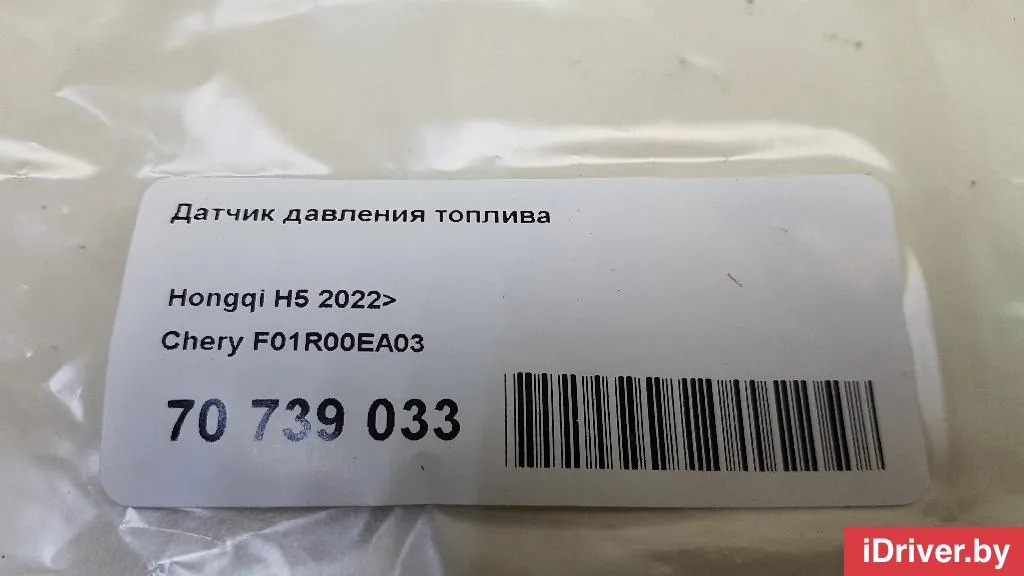 Датчик давления топлива
Hongqi H5 2022>
Chery F01R00EA03
70 739 033
iDriver.by